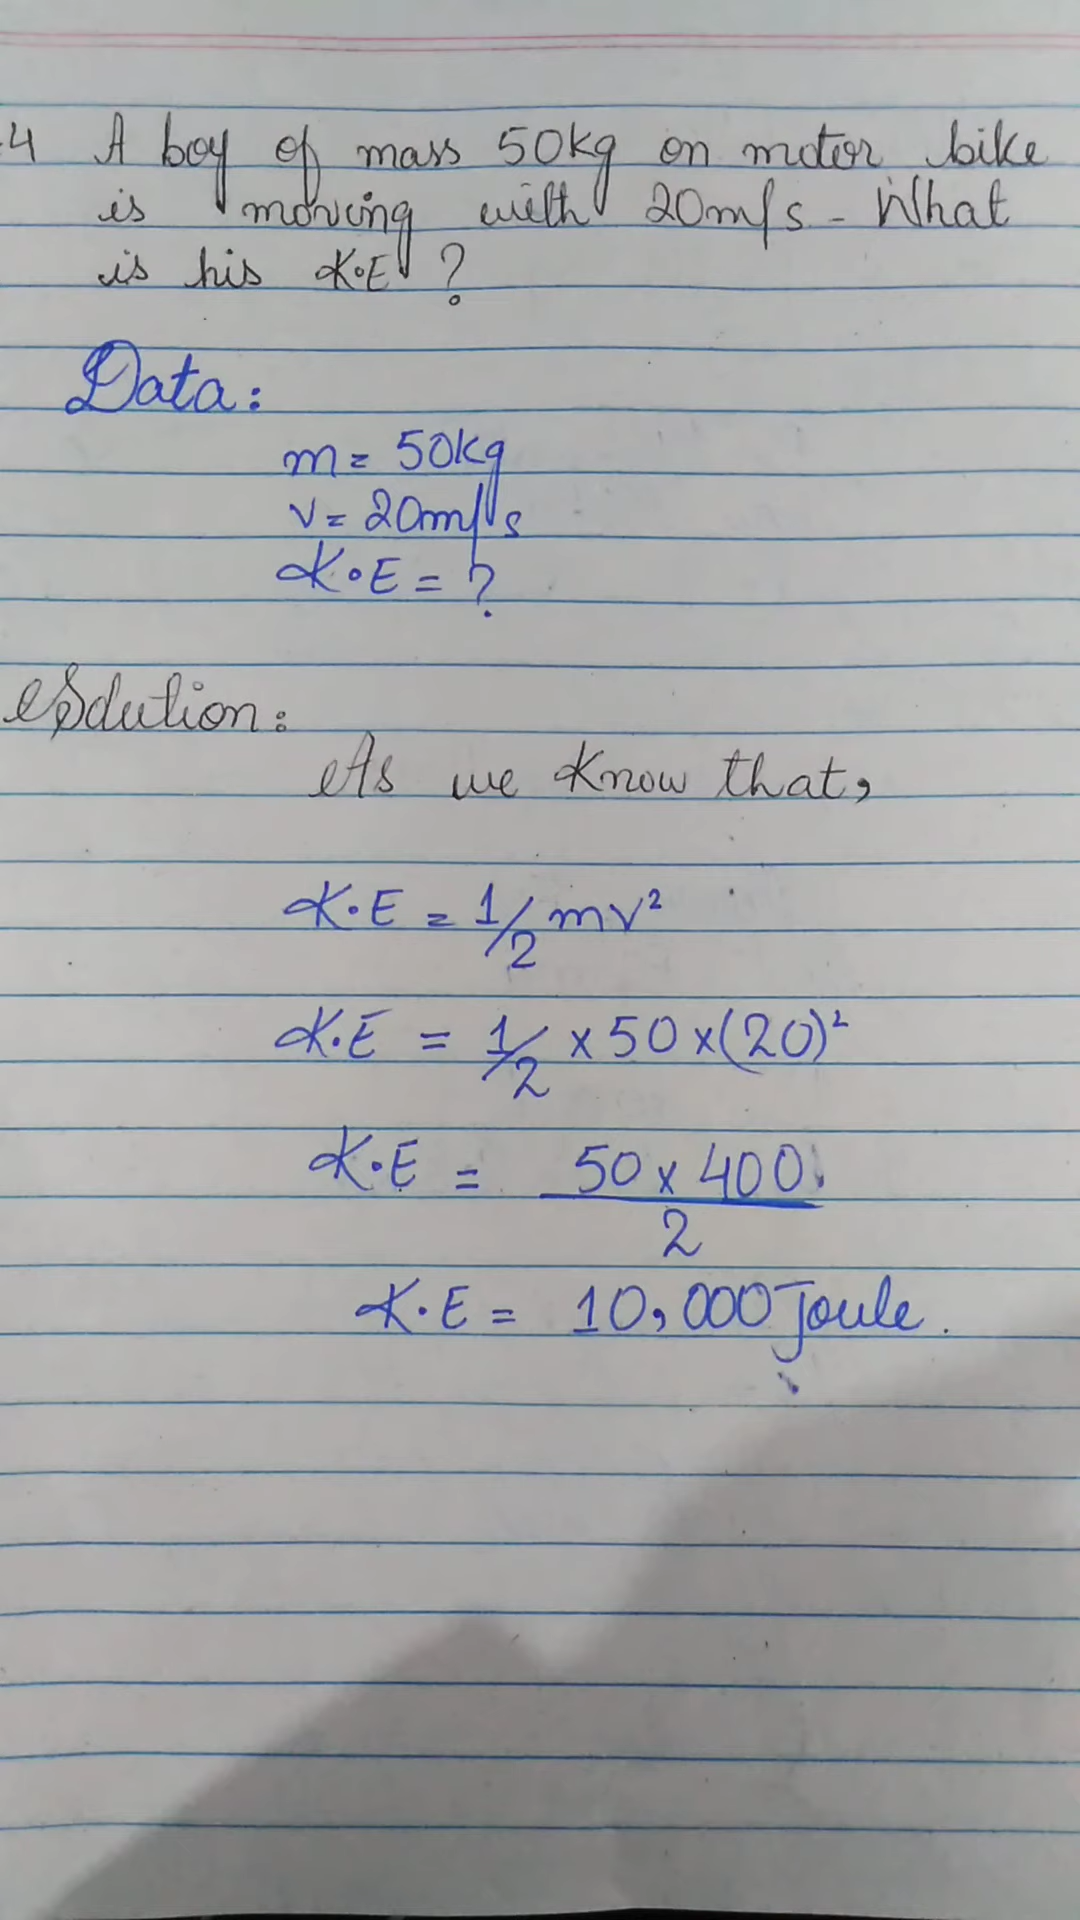 4 A boy of mass 50kg on motor bike
is moving with 20m/s - What
is his K.E ?
Data:
m = 50kg
v = 20m/s
K.E = ?
Solution:
As we know that,
K.E = 1/2 mv²
K.E = 1/2 × 50 × (20)²
K.E = 50 × 400
2
K.E = 10,000 Joule.